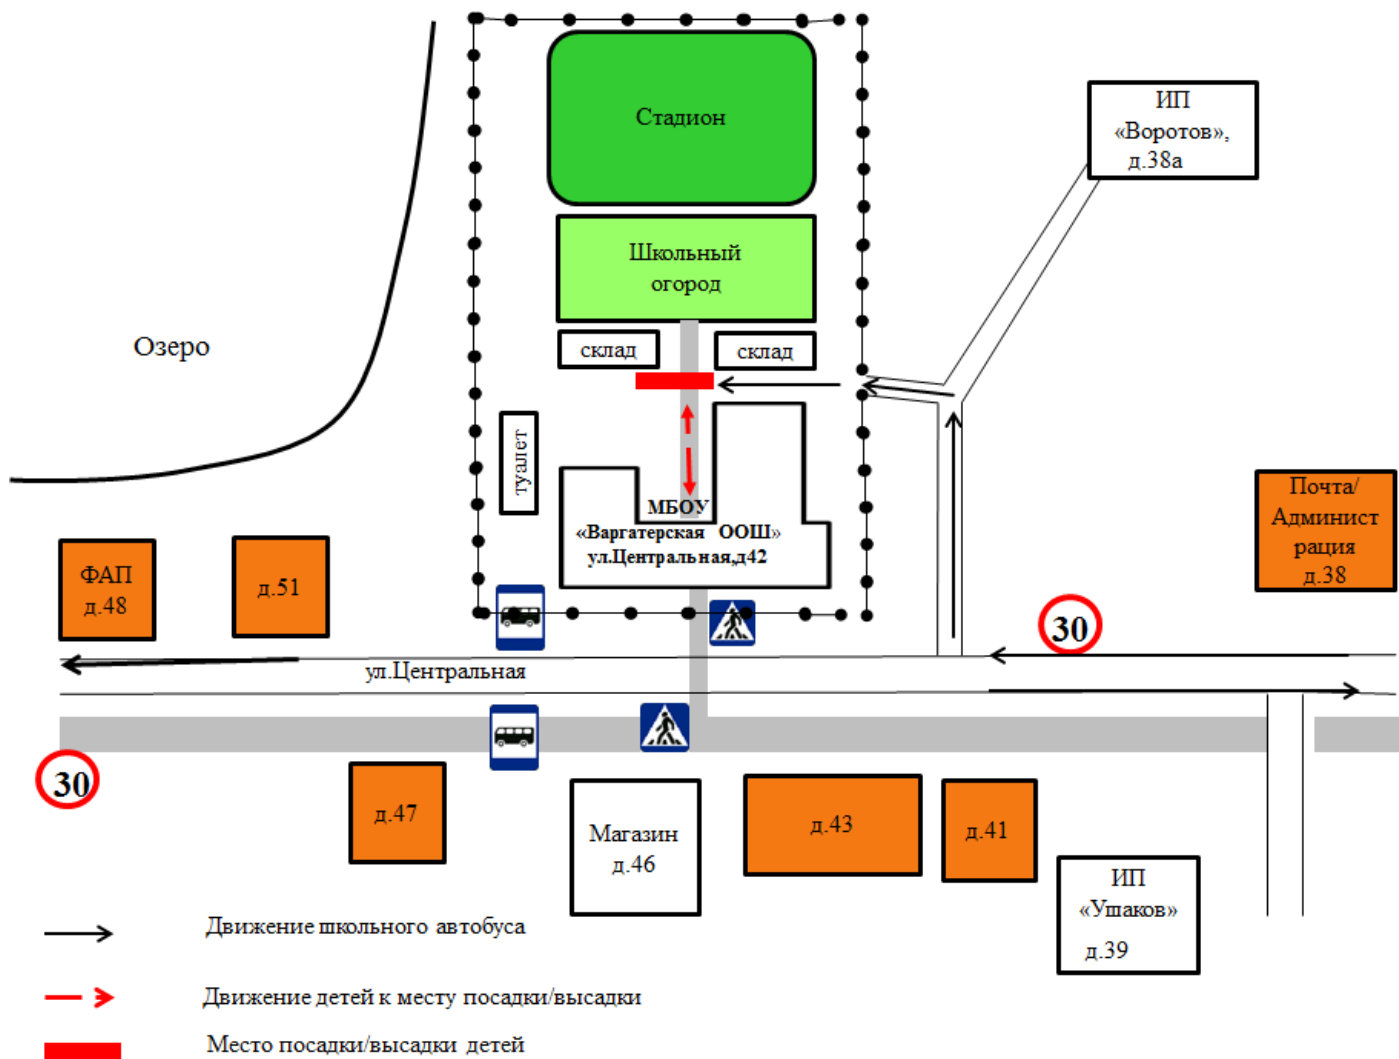 Стадион
ИП
«Воротов»,
д.38а
Школьный
огород
Озеро
склад
склад
туалет
МБОУ
«Варгатерская ООШ»
ул.Центральная,д42
Почта/
Админист
рация
д.38
ФАП
д.48
д.51
30
ул.Центральная
30
д.47
Магазин
д.46
д.43
д.41
ИП
«Ушаков»
д.39
Движение школьного автобуса
Движение детей к месту посадки/высадки
Место посадки/высадки детей